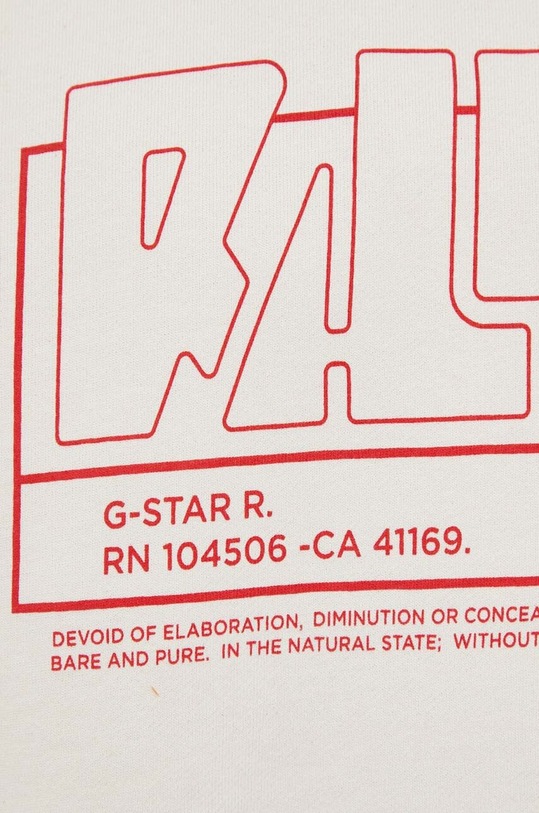 G-STAR R.
RN 104506 -CA 41169.
DEVOID OF ELABORATION, DIMINUTION OR
BARE AND PURE. IN THE NATURAL STATE; WITHOUT